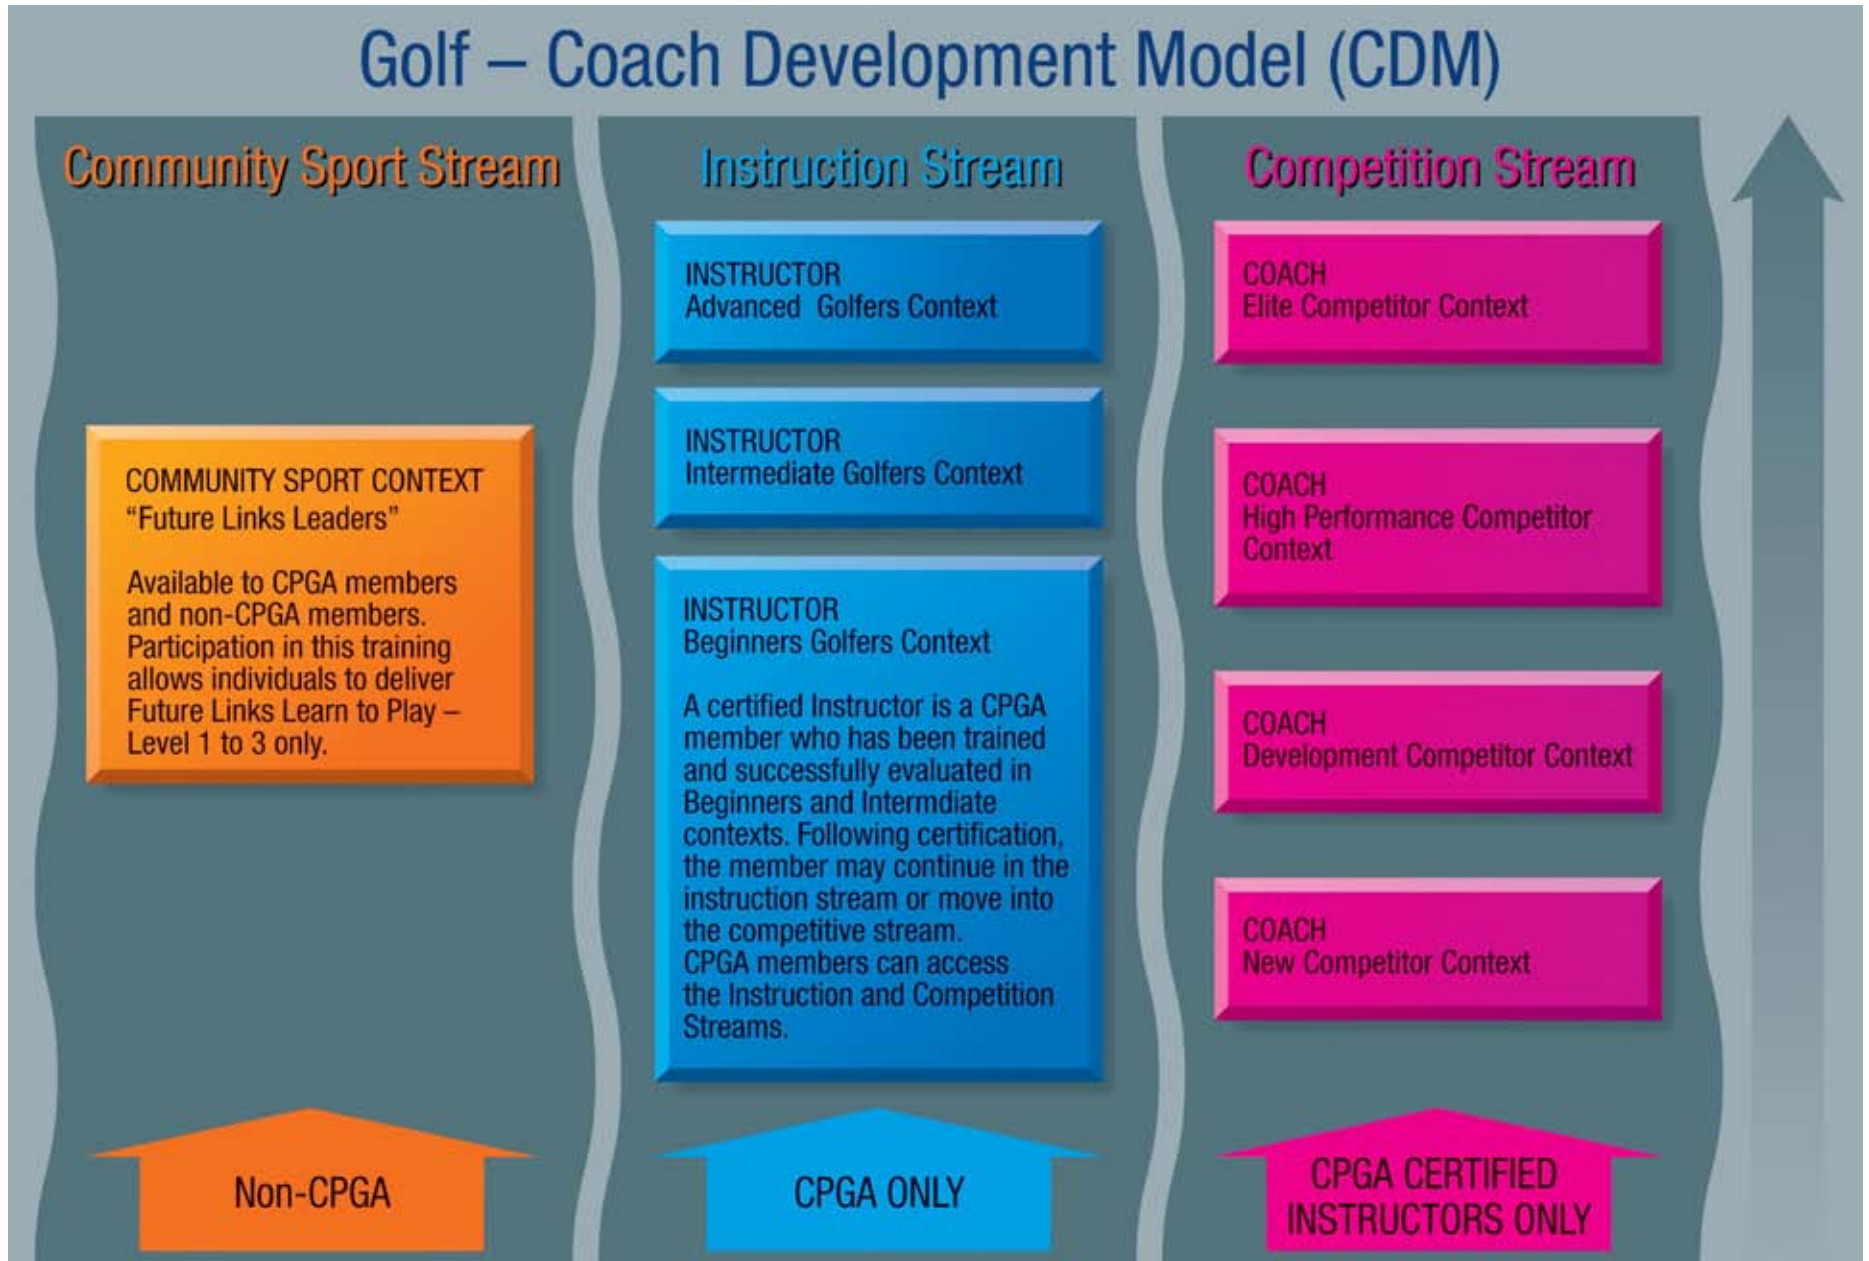 Golf – Coach Development Model (CDM)
Community Sport Stream
COMMUNITY SPORT CONTEXT
“Future Links Leaders”
Available to CPGA members
and non-CPGA members.
Participation in this training
allows individuals to deliver
Future Links Learn to Play –
Level 1 to 3 only.
Non-CPGA
Instruction Stream
INSTRUCTOR
Advanced Golfers Context
INSTRUCTOR
Intermediate Golfers Context
INSTRUCTOR
Beginners Golfers Context
A certified Instructor is a CPGA
member who has been trained
and successfully evaluated in
Beginners and Intermdiate
contexts. Following certification,
the member may continue in the
instruction stream or move into
the competitive stream.
CPGA members can access
the Instruction and Competition
Streams.
CPGA ONLY
Competition Stream
COACH
Elite Competitor Context
COACH
High Performance Competitor
Context
COACH
Development Competitor Context
COACH
New Competitor Context
CPGA CERTIFIED
INSTRUCTORS ONLY